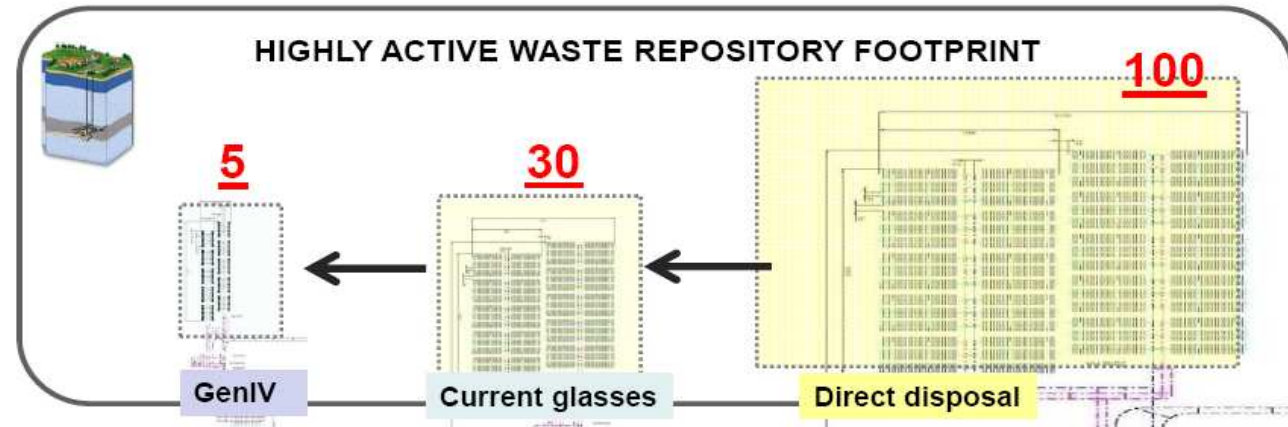 HIGHLY ACTIVE WASTE REPOSITORY FOOTPRINT
100
30
5
GenIV
Current glasses
Direct disposal